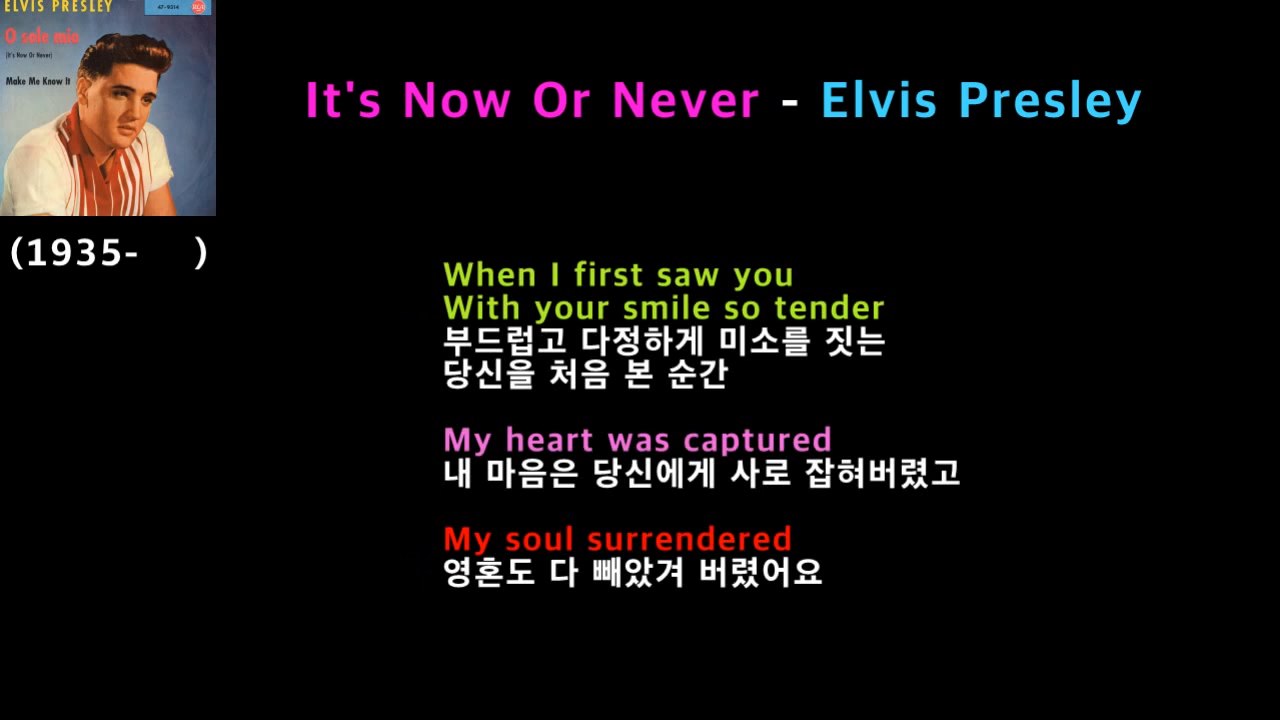 ELVIS PRESLEY
47-9314
RCA
O sole mio
(It's Now Or Never)
Make Me Know It
It's Now Or Never - Elvis Presley
(1935-    )
When I first saw you
With your smile so tender
부드럽고 다정하게 미소를 짓는
당신을 처음 본 순간
My heart was captured
내 마음은 당신에게 사로 잡혀버렸고
My soul surrendered
영혼도 다 빼았겨 버렸어요